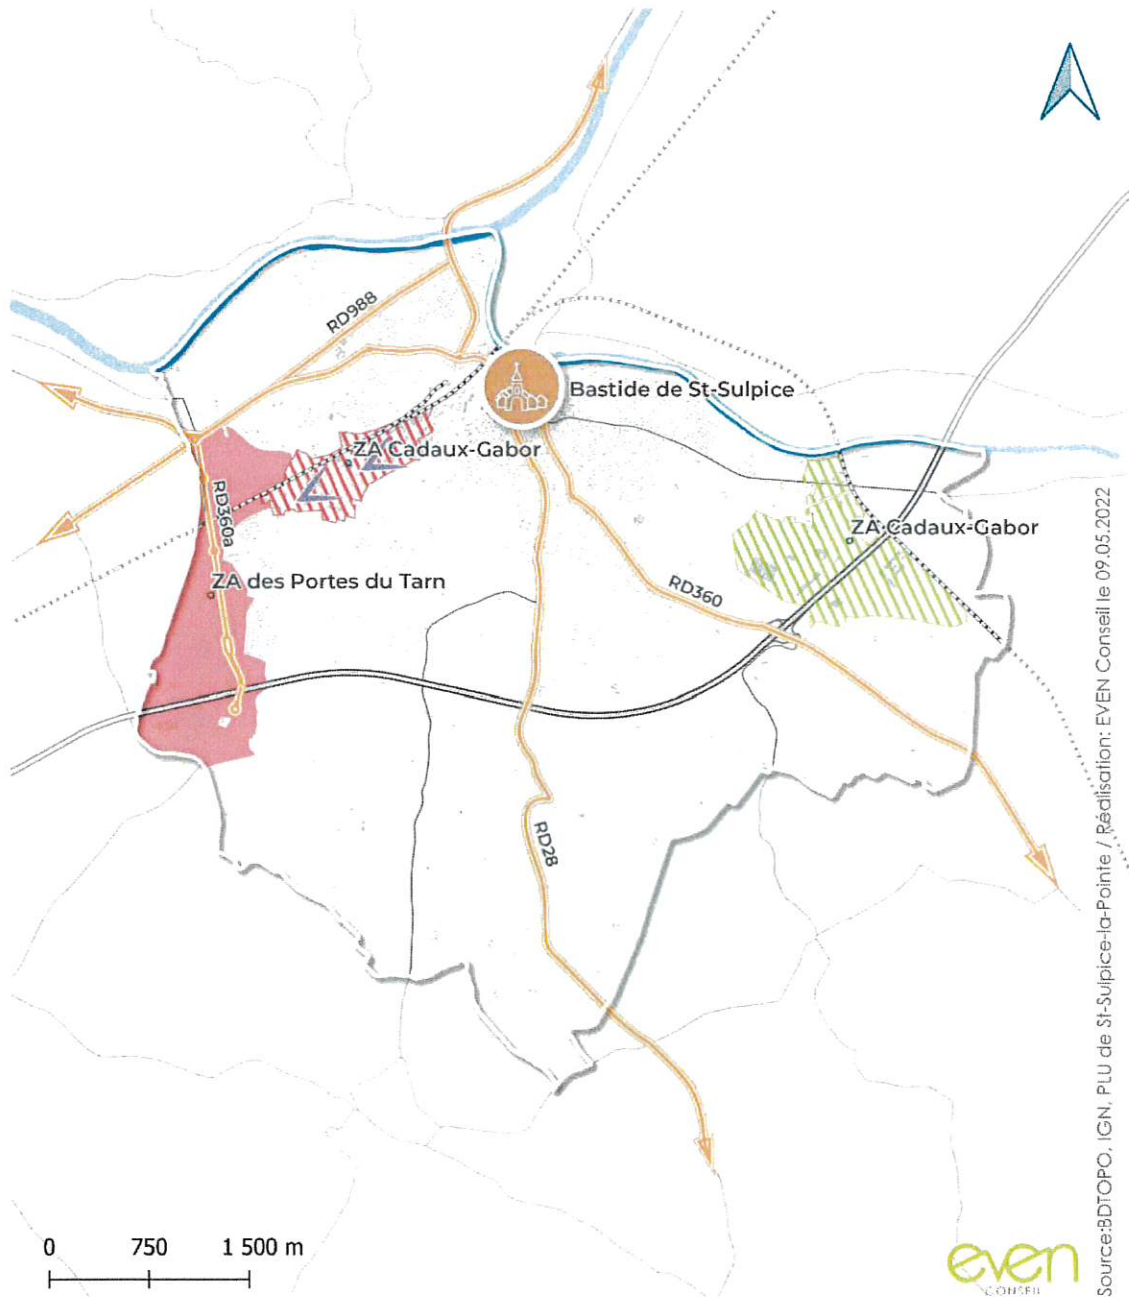 RD988
Bastide de St-Sulpice
ZA Cadaux-Gabor
RD360a
ZA Cadaux-Gabor
ZA des Portes du Tarn
RD360
RD28
0 750 1 500 m
even
CONSEIL
Source:BDTOPO, IGN, PLU de St-Sulpice-la-Pointe / Réalisation: EVEN Conseil le 09.05.2022